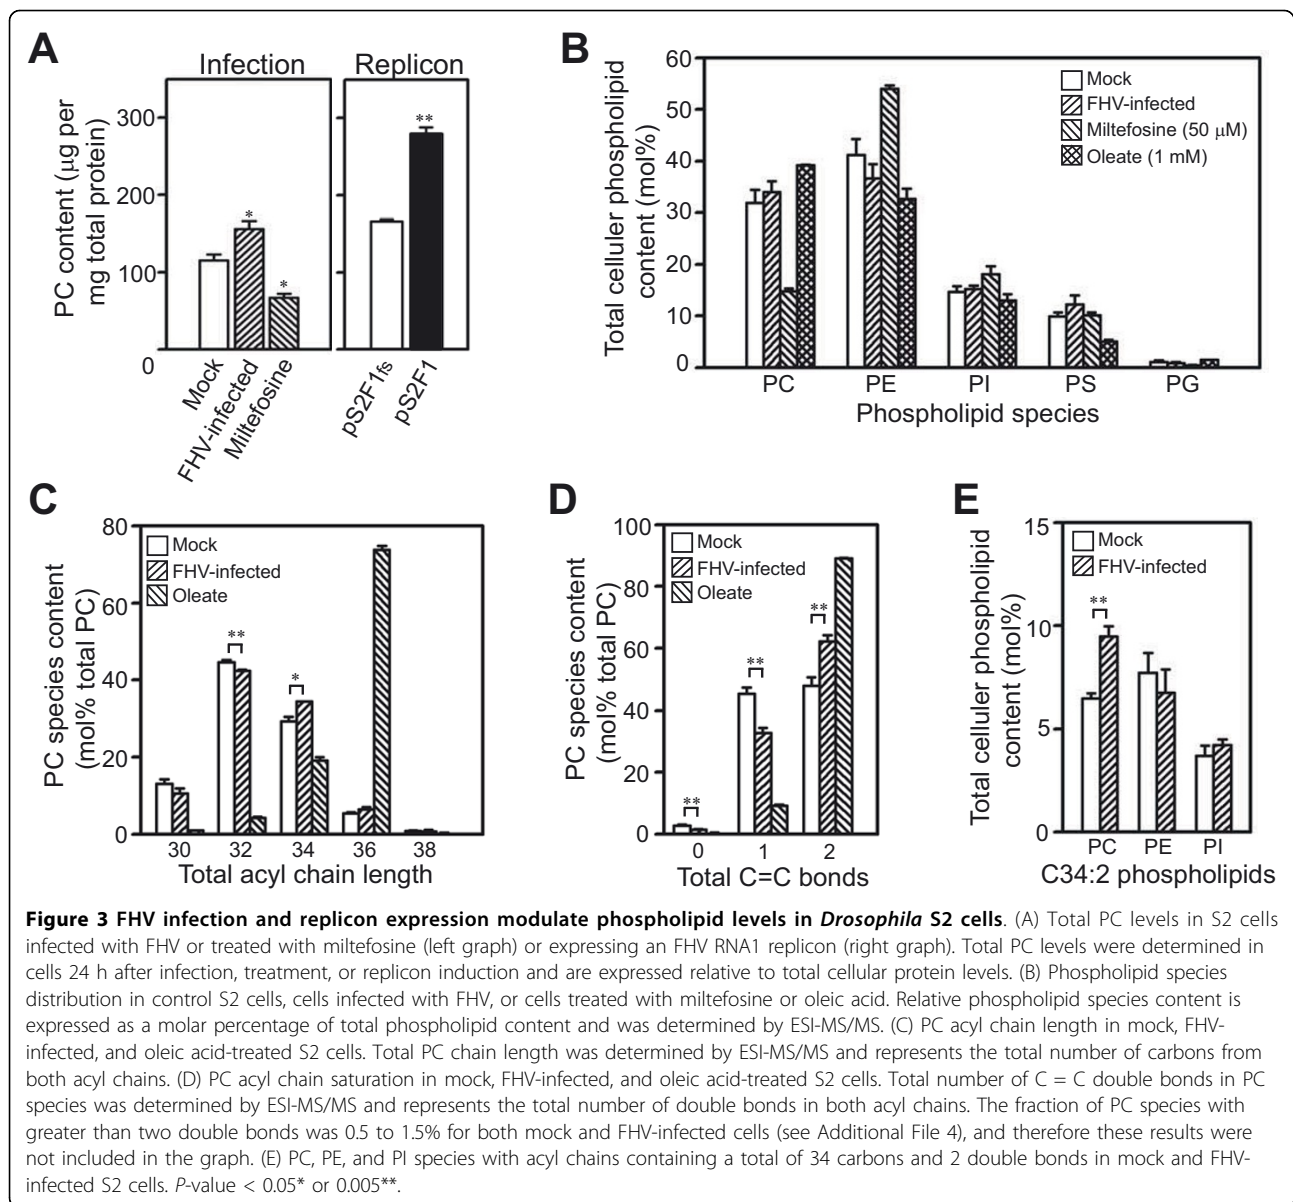 A
Infection Replicon
PC content (µg per
mg total protein)
300
200
100
0
** 
* 
*
Mock
FHV-infected
Miltefosine
pS2F1fs
pS2F1
B
Total celluler phospholipid
content (mol%)
60
50
40
30
20
10
0
Mock
FHV-infected
Miltefosine (50 µM)
Oleate (1 mM)
PC PE PI PS PG
Phospholipid species
C
PC species content
(mol% total PC)
80
60
40
20
0
Mock
FHV-infected
Oleate
**
*
30 32 34 36 38
Total acyl chain length
D
PC species content
(mol% total PC)
100
80
60
40
20
0
Mock
FHV-infected
Oleate
**
**
**
0 1 2
Total C=C bonds
E
Total celluler phospholipid
content (mol%)
15
10
5
0
Mock
FHV-infected
**
PC PE PI
C34:2 phospholipids
Figure 3 FHV infection and replicon expression modulate phospholipid levels in Drosophila S2 cells. (A) Total PC levels in S2 cells
infected with FHV or treated with miltefosine (left graph) or expressing an FHV RNA1 replicon (right graph). Total PC levels were determined in
cells 24 h after infection, treatment, or replicon induction and are expressed relative to total cellular protein levels. (B) Phospholipid species
distribution in control S2 cells, cells infected with FHV, or cells treated with miltefosine or oleic acid. Relative phospholipid species content is
expressed as a molar percentage of total phospholipid content and was determined by ESI-MS/MS. (C) PC acyl chain length in mock, FHV-
infected, and oleic acid-treated S2 cells. Total PC chain length was determined by ESI-MS/MS and represents the total number of carbons from
both acyl chains. (D) PC acyl chain saturation in mock, FHV-infected, and oleic acid-treated S2 cells. Total number of C = C double bonds in PC
species was determined by ESI-MS/MS and represents the total number of double bonds in both acyl chains. The fraction of PC species with
greater than two double bonds was 0.5 to 1.5% for both mock and FHV-infected cells (see Additional File 4), and therefore these results were
not included in the graph. (E) PC, PE, and PI species with acyl chains containing a total of 34 carbons and 2 double bonds in mock and FHV-
infected S2 cells. P-value < 0.05* or 0.005**.